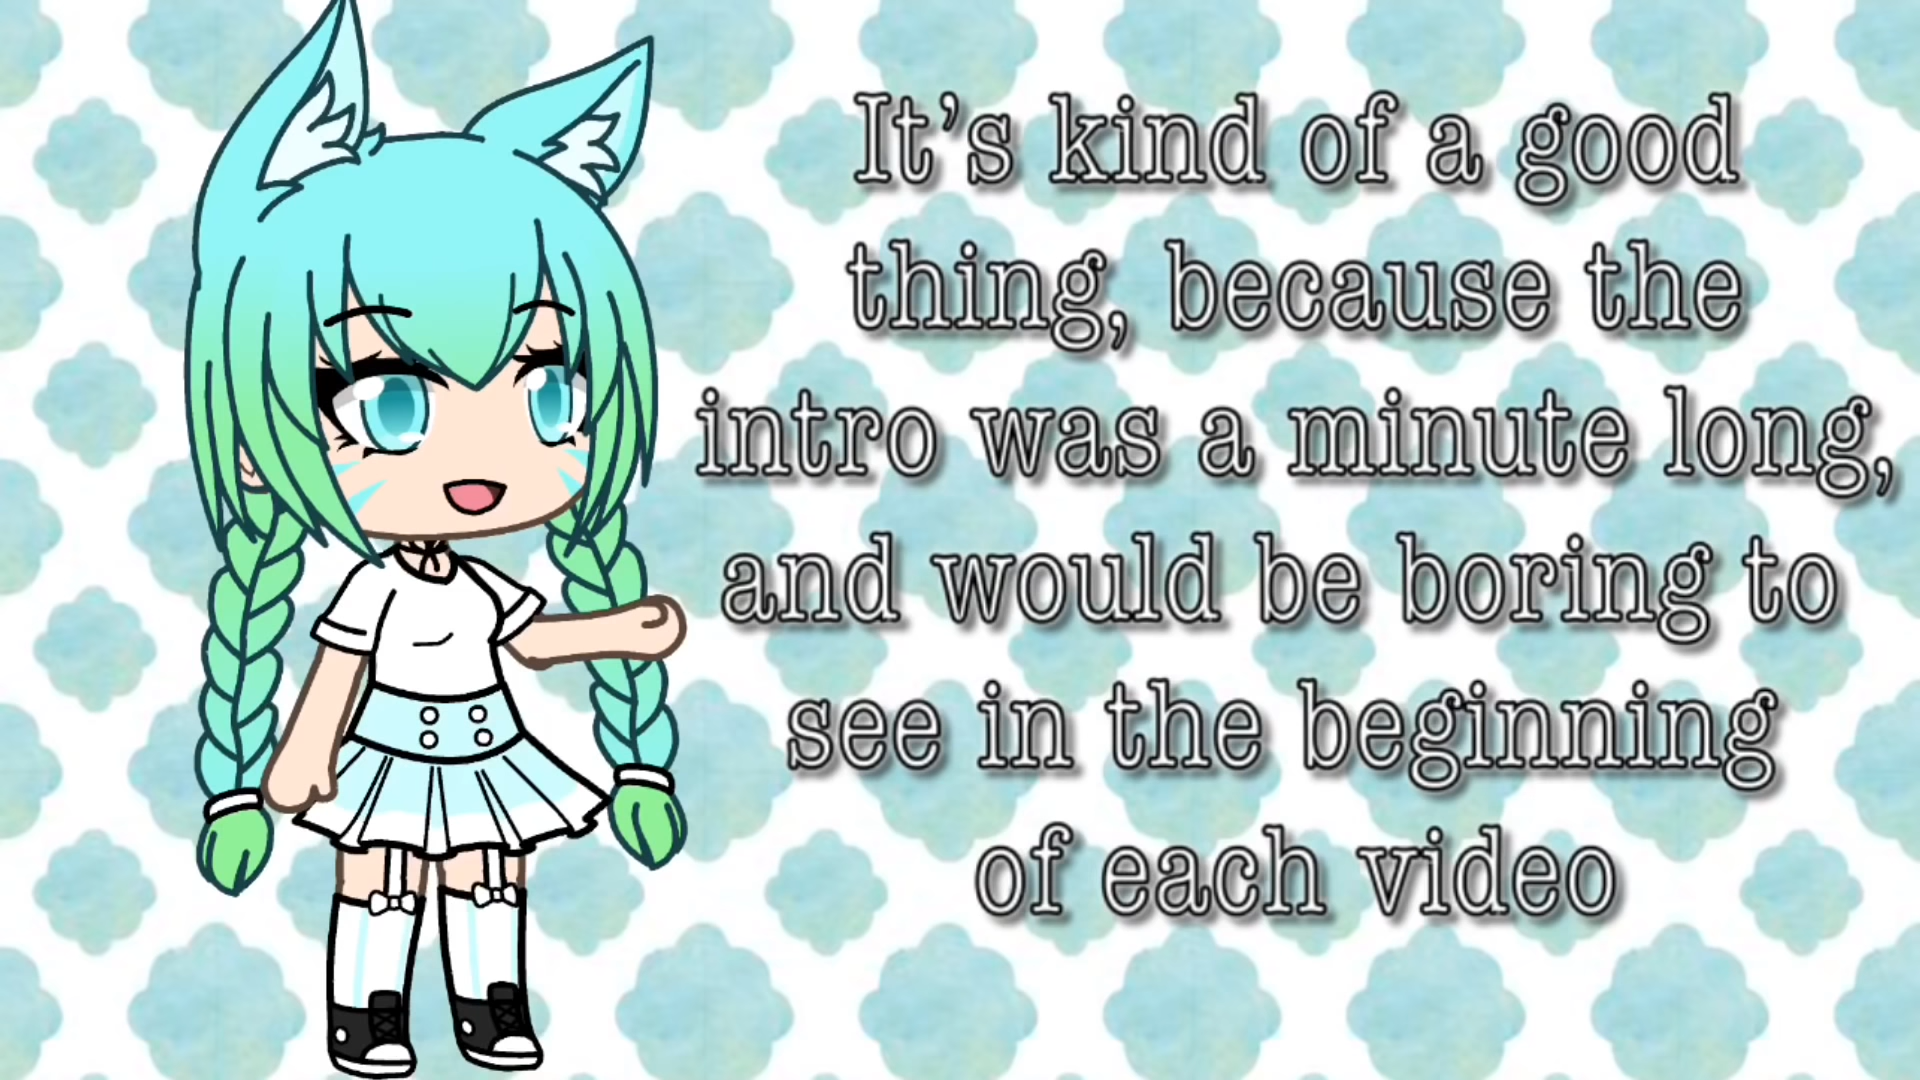 It’s kind of a good
thing, because the
intro was a minute long,
and would be boring to
see in the beginning
of each video